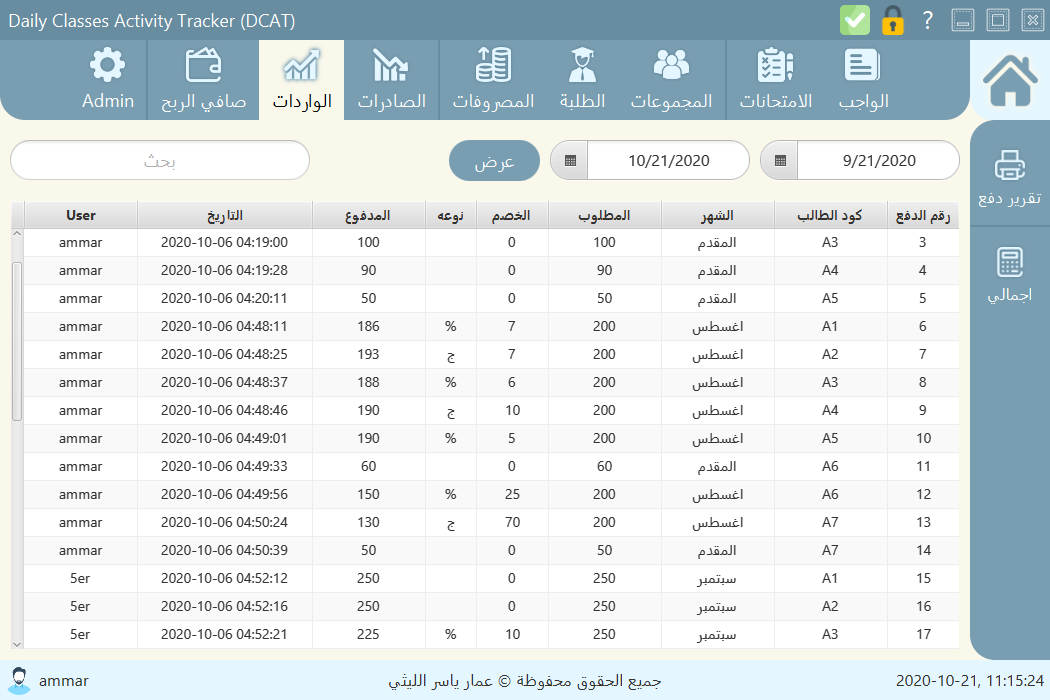 Daily Classes Activity Tracker (DCAT) ?
الواجب الامتحانات المجموعات الطلبة المصروفات الصادرات الواردات صافي الربح Admin
9/21/2020 10/21/2020 عرض بحث
تقرير دفع
اجمالي
رقم الدفع كود الطالب الشهر المطلوب الخصم نوعه المدفوع التاريخ User
3 A3 المقدم 100 0 100 2020-10-06 04:19:00 ammar
4 A4 المقدم 90 0 90 2020-10-06 04:19:28 ammar
5 A5 المقدم 50 0 50 2020-10-06 04:20:11 ammar
6 A1 اغسطس 200 7 % 186 2020-10-06 04:48:11 ammar
7 A2 اغسطس 200 7 ج 193 2020-10-06 04:48:25 ammar
8 A3 اغسطس 200 6 % 188 2020-10-06 04:48:37 ammar
9 A4 اغسطس 200 10 ج 190 2020-10-06 04:48:46 ammar
10 A5 اغسطس 200 5 % 190 2020-10-06 04:49:01 ammar
11 A6 المقدم 60 0 60 2020-10-06 04:49:33 ammar
12 A6 اغسطس 200 25 % 150 2020-10-06 04:49:56 ammar
13 A7 اغسطس 200 70 ج 130 2020-10-06 04:50:24 ammar
14 A7 المقدم 50 0 50 2020-10-06 04:50:39 ammar
15 A1 سبتمبر 250 0 250 2020-10-06 04:52:12 5er
16 A2 سبتمبر 250 0 250 2020-10-06 04:52:16 5er
17 A3 سبتمبر 250 10 % 225 2020-10-06 04:52:21 5er
ammar
جميع الحقوق محفوظة © عمار ياسر الليثي
2020-10-21, 11:15:24